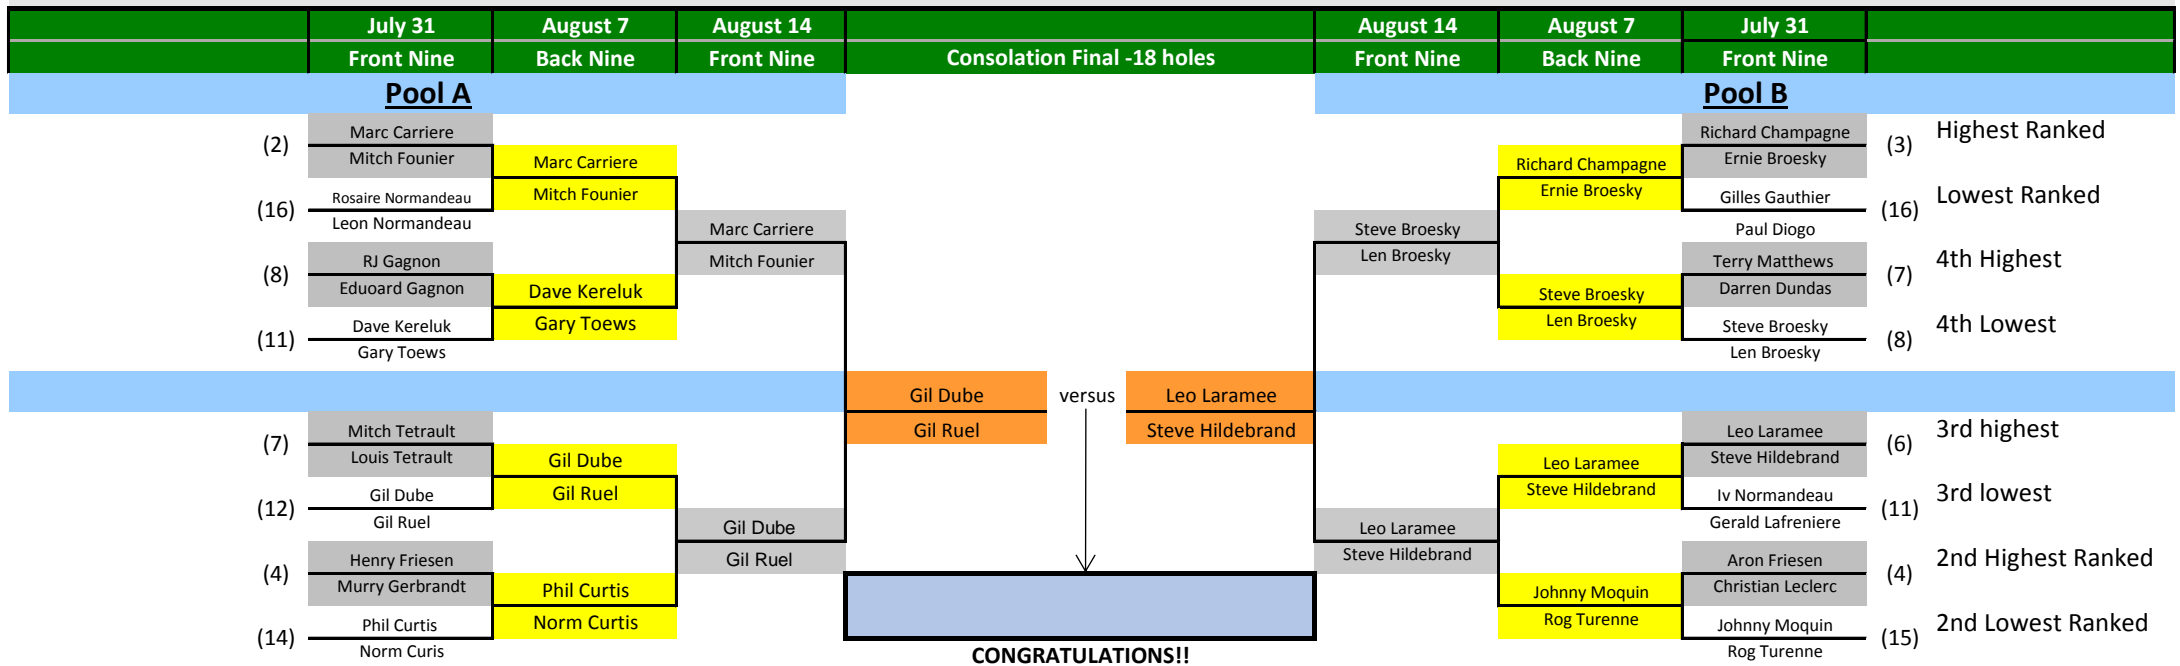 July 31 August 7 August 14 August 14 August 7 July 31
Front Nine Back Nine Front Nine Consolation Final -18 holes Front Nine Back Nine Front Nine
Pool A Pool B
(2) Marc Carriere
Mitch Founier
Marc Carriere
Mitch Founier
(16) Rosaire Normandeau
Leon Normandeau
Marc Carriere
Mitch Founier
(8) RJ Gagnon
Eduoard Gagnon
Dave Kereluk
Gary Toews
(11) Dave Kereluk
Gary Toews
(7) Mitch Tetrault
Louis Tetrault
Gil Dube
Gil Ruel
(12) Gil Dube
Gil Ruel
Gil Dube
Gil Ruel
(4) Henry Friesen
Murry Gerbrandt
Phil Curtis
Norm Curtis
(14) Phil Curtis
Norm Curis
Gil Dube versus Leo Laramee
Gil Ruel Steve Hildebrand
CONGRATULATIONS!!
Richard Champagne (3) Highest Ranked
Ernie Broesky
Richard Champagne
Ernie Broesky
Gilles Gauthier (16) Lowest Ranked
Paul Diogo
Steve Broesky
Len Broesky
Terry Matthews (7) 4th Highest
Darren Dundas
Steve Broesky
Len Broesky
Steve Broesky (8) 4th Lowest
Len Broesky
Leo Laramee (6) 3rd highest
Steve Hildebrand
Leo Laramee
Steve Hildebrand
Iv Normandeau (11) 3rd lowest
Gerald Lafreniere
Leo Laramee
Steve Hildebrand
Aron Friesen (4) 2nd Highest Ranked
Christian Leclerc
Johnny Moquin
Rog Turenne
Johnny Moquin (15) 2nd Lowest Ranked
Rog Turenne